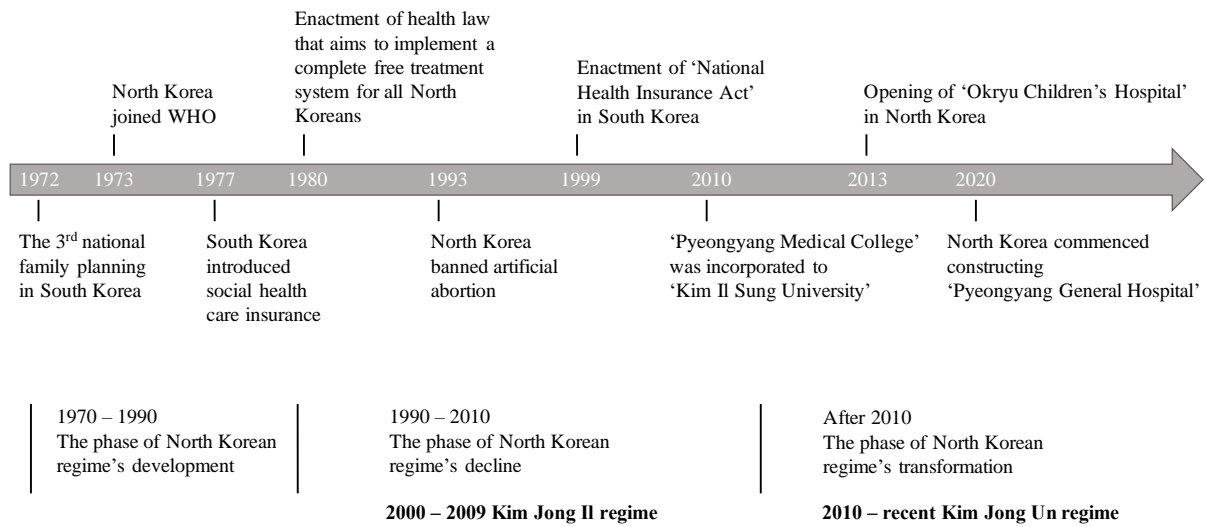 Enactment of health law
that aims to implement a
complete free treatment
system for all North
Koreans
North Korea
joined WHO
Enactment of ‘National
Health Insurance Act’
in South Korea
Opening of ‘Okryu Children’s Hospital’
in North Korea
1972 1973 1977 1980 1993 1999 2010 2013 2020
The 3rd national
family planning
in South Korea
South Korea
introduced
social health
care insurance
North Korea
banned artificial
abortion
‘Pyeongyang Medical College’
was incorporated to
‘Kim Il Sung University’
North Korea commenced
constructing
‘Pyeongyang General Hospital’
1970 – 1990
The phase of North Korean
regime’s development
1990 – 2010
The phase of North Korean
regime’s decline
2000 – 2009 Kim Jong Il regime
After 2010
The phase of North Korean
regime’s transformation
2010 – recent Kim Jong Un regime